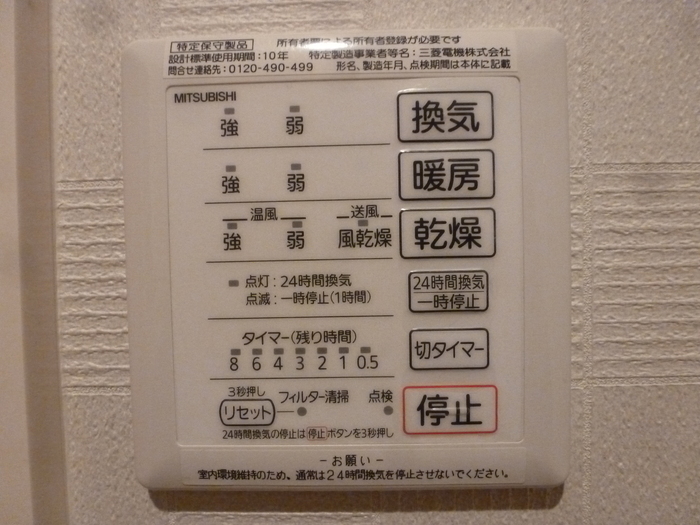 特定保守製品 所有者票による所有者登録が必要です
設計標準使用期間:10年 特定製造事業者等名:三菱電機株式会社
問合せ連絡先:0120-490-499 形名、製造年月、点検期間は本体に記載
MITSUBISHI
強 弱 換気
強 弱 暖房
温風 送風
強 弱 風乾燥 乾燥
点灯:24時間換気
点滅:一時停止(1時間)
24時間換気
一時停止
タイマー(残り時間)
8 6 4 3 2 1 0.5
切タイマー
3秒押し
リセット フィルター清掃 点検
停止
24時間換気の停止は停止ボタンを3秒押し
-お願い-
室内環境維持のため、通常は24時間換気を停止させないでください。